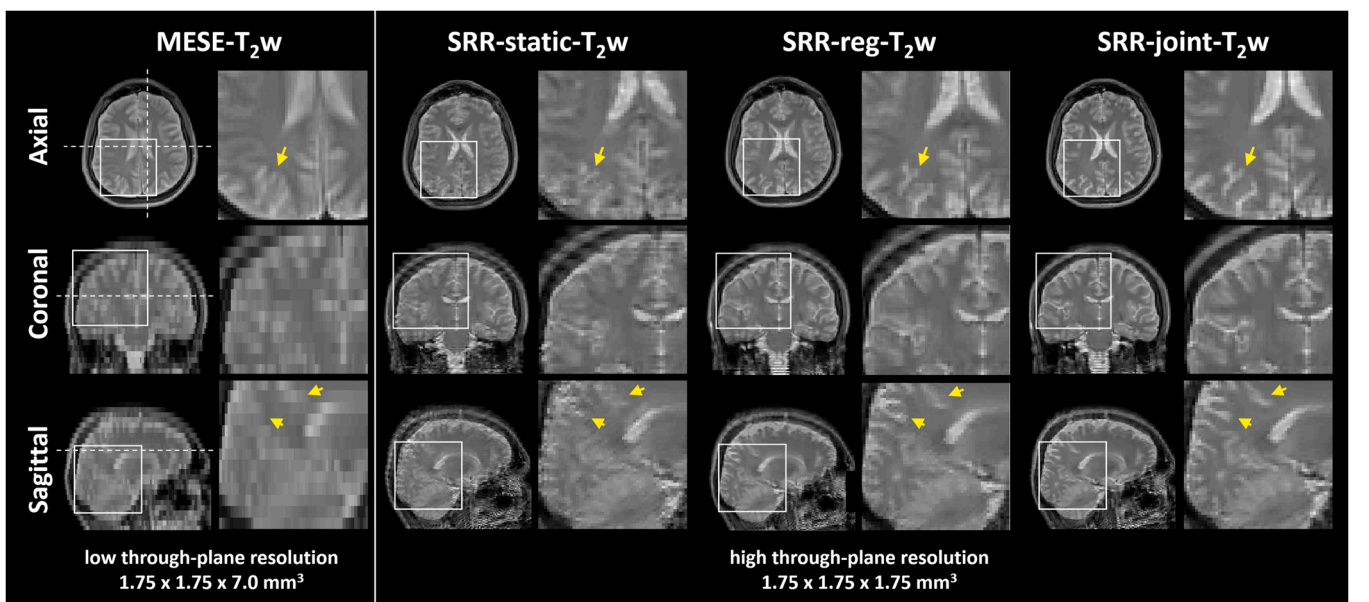 MESE-T₂w
SRR-static-T₂w
SRR-reg-T₂w
SRR-joint-T₂w
Axial
Coronal
Sagittal
low through-plane resolution
1.75 x 1.75 x 7.0 mm³
high through-plane resolution
1.75 x 1.75 x 1.75 mm³